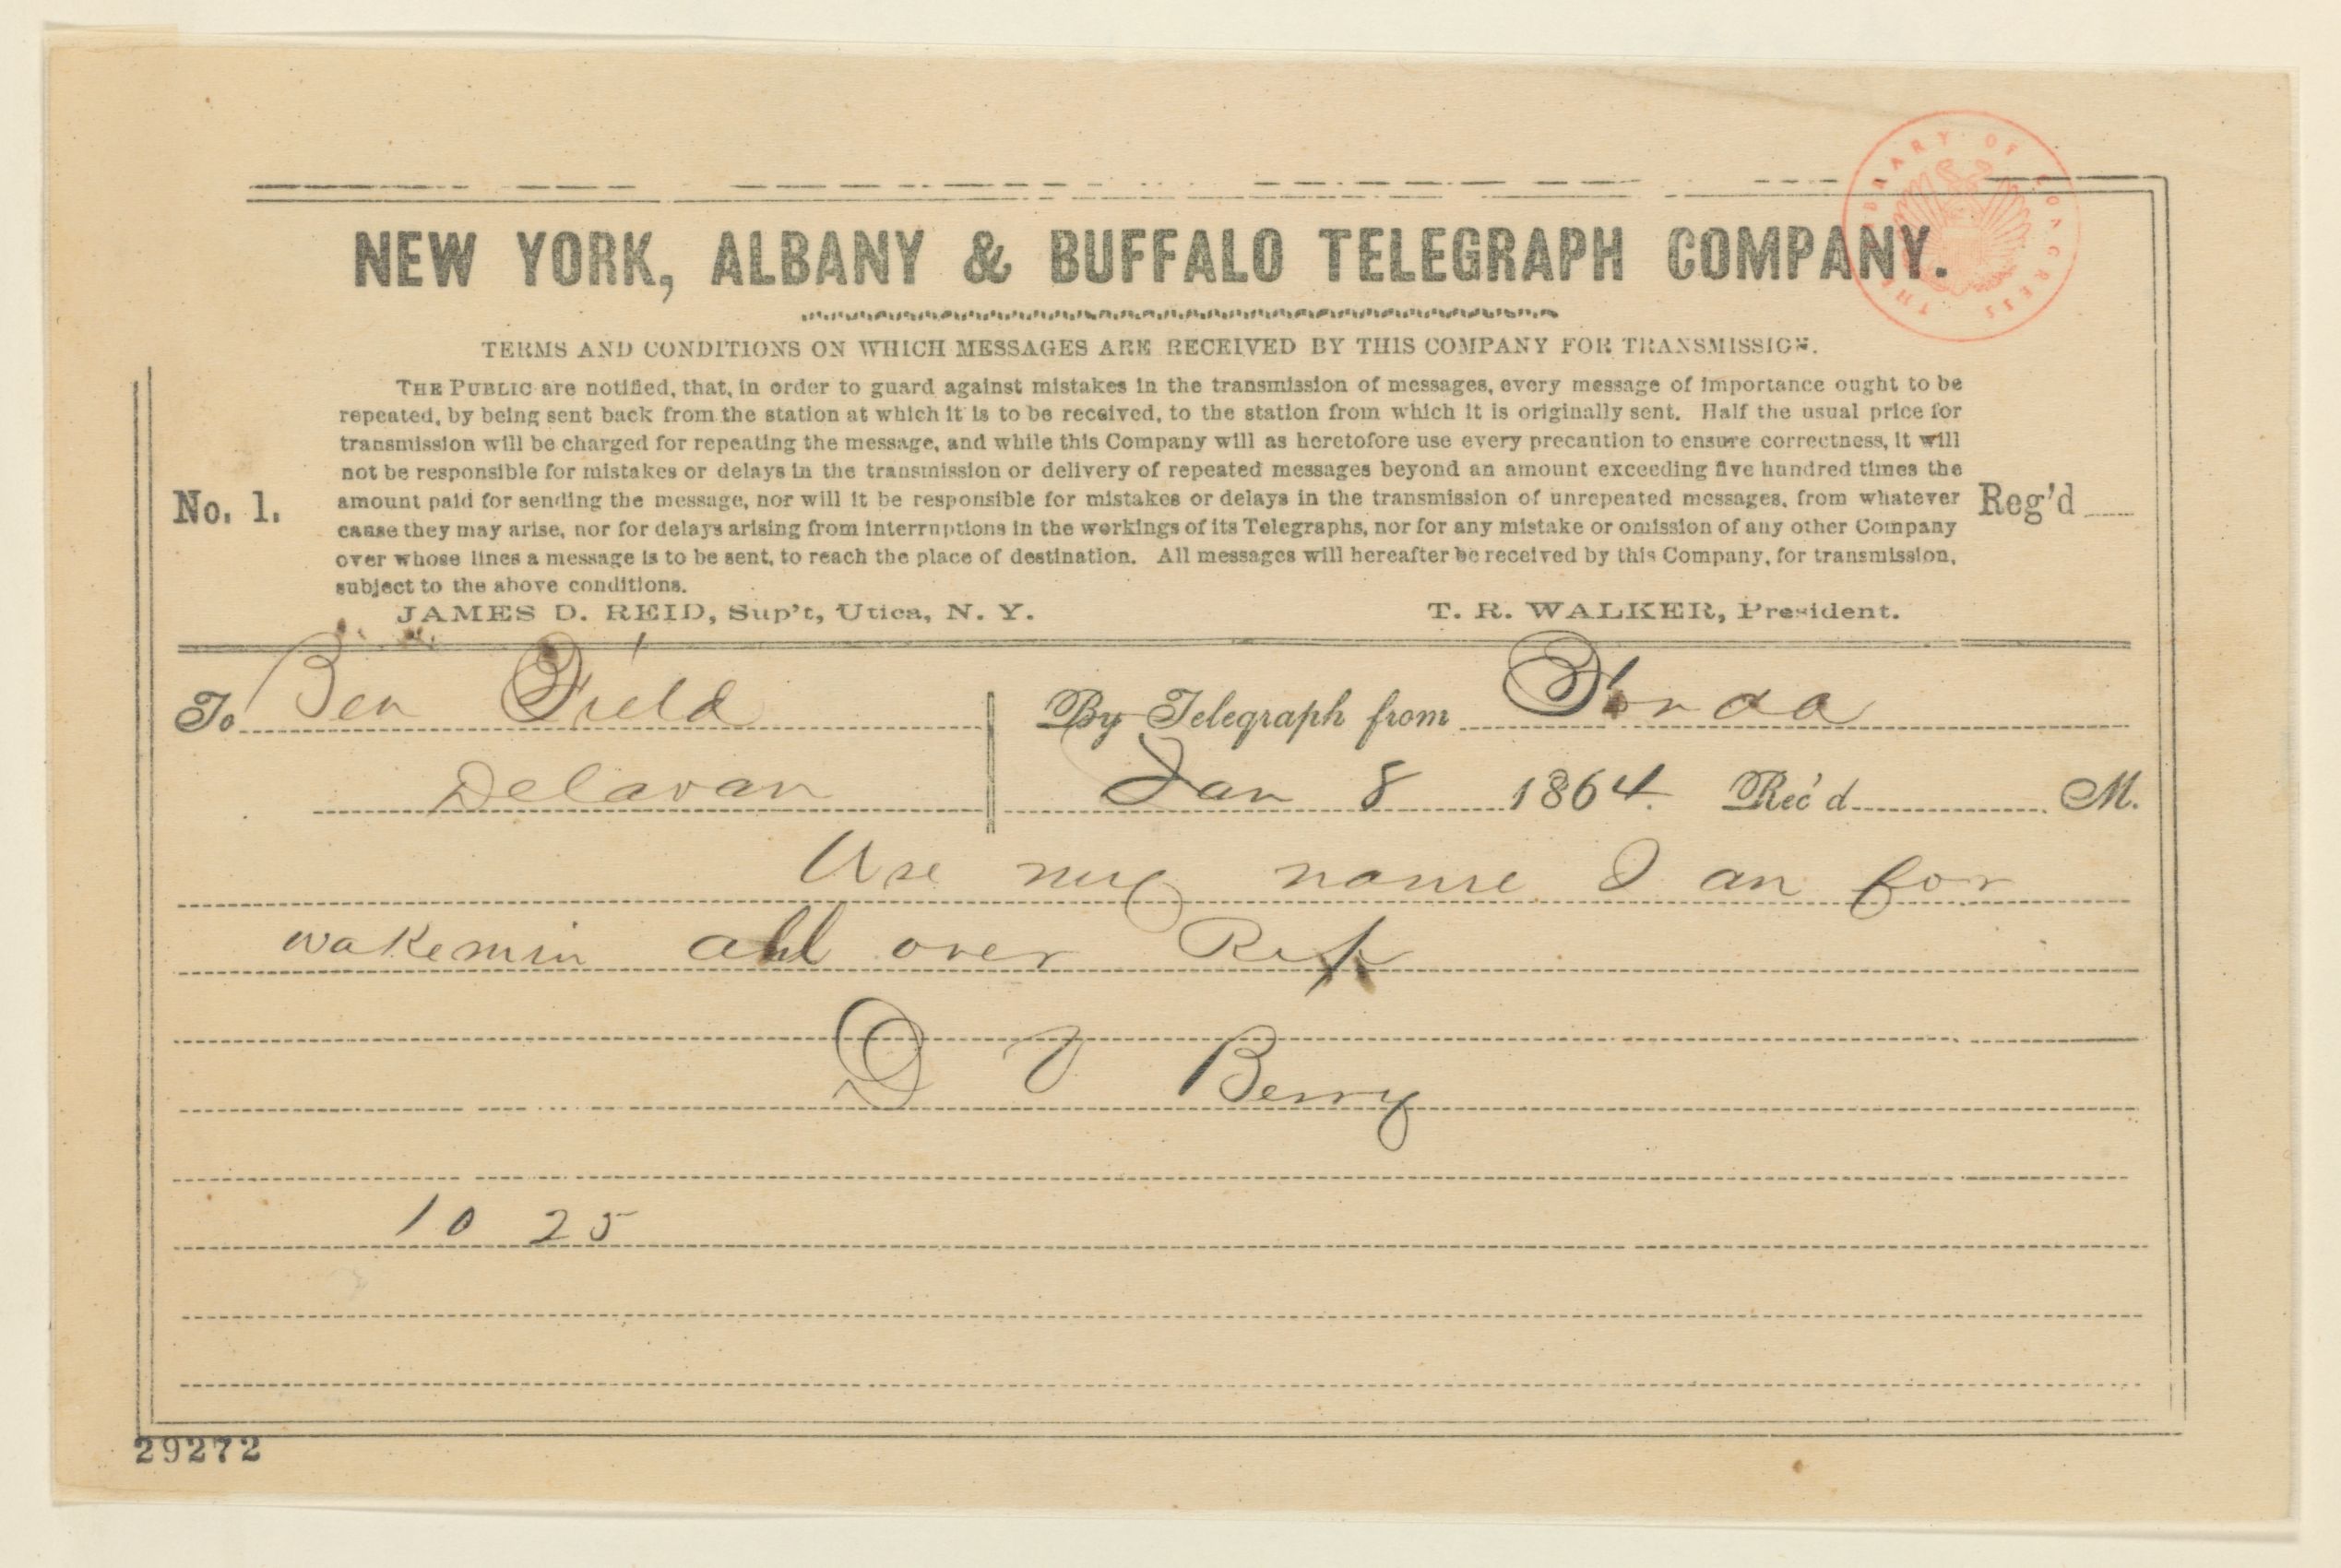 THE LIBRARY OF CONGRESS
NEW YORK, ALBANY & BUFFALO TELEGRAPH COMPANY.
TERMS AND CONDITIONS ON WHICH MESSAGES ARE RECEIVED BY THIS COMPANY FOR TRANSMISSION.
THE PUBLIC are notified, that, in order to guard against mistakes in the transmission of messages, every message of importance ought to be
repeated, by being sent back from the station at which it is to be received, to the station from which it is originally sent. Half the usual price for
transmission will be charged for repeating the message, and while this Company will as heretofore use every precaution to ensure correctness, it will
not be responsible for mistakes or delays in the transmission or delivery of repeated messages beyond an amount exceeding five hundred times the
No. 1. amount paid for sending the message, nor will it be responsible for mistakes or delays in the transmission of unrepeated messages, from whatever Reg'd
cause they may arise, nor for delays arising from interruptions in the workings of its Telegraphs, nor for any mistake or omission of any other Company
over whose lines a message is to be sent, to reach the place of destination. All messages will hereafter be received by this Company, for transmission,
subject to the above conditions.
JAMES D. REID, Sup't, Utica, N. Y. T. R. WALKER, President.
To Ben Field By Telegraph from Fonda
Delavan Jan 8 1864. Rec'd M.
Use my name I am for
wakemin all over
D Berry
10 25
29272